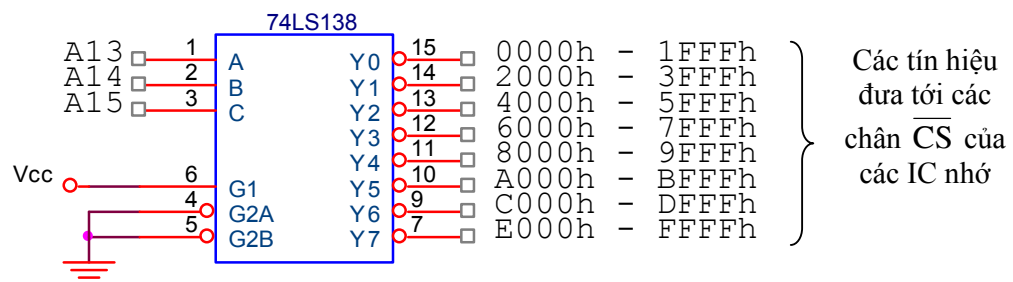 74LS138
A13 1 A Y0 15 0000h - 1FFFh
A14 2 B Y1 14 2000h - 3FFFh
A15 3 C Y2 13 4000h - 5FFFh
Y3 12 6000h - 7FFFh
Y4 11 8000h - 9FFFh
Vcc 6 G1 Y5 10 A000h - BFFFh
4 G2A Y6 9 C000h - DFFFh
5 G2B Y7 7 E000h - FFFFh
Các tín hiệu
đưa tới các
chân C̅S̅ của
các IC nhớ